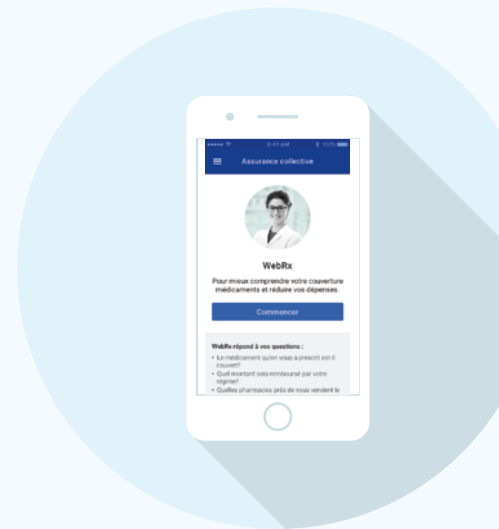 9:41 AM
Assurance collective
WebRx
Pour mieux comprendre votre couverture
médicaments et réduire vos dépenses.
Commencer
WebRx répond à vos questions :
• Le médicament qu'on vous a prescrit est-il
couvert?
• Quel montant sera remboursé par votre
régime?
• Quelles pharmacies près de vous vendent le